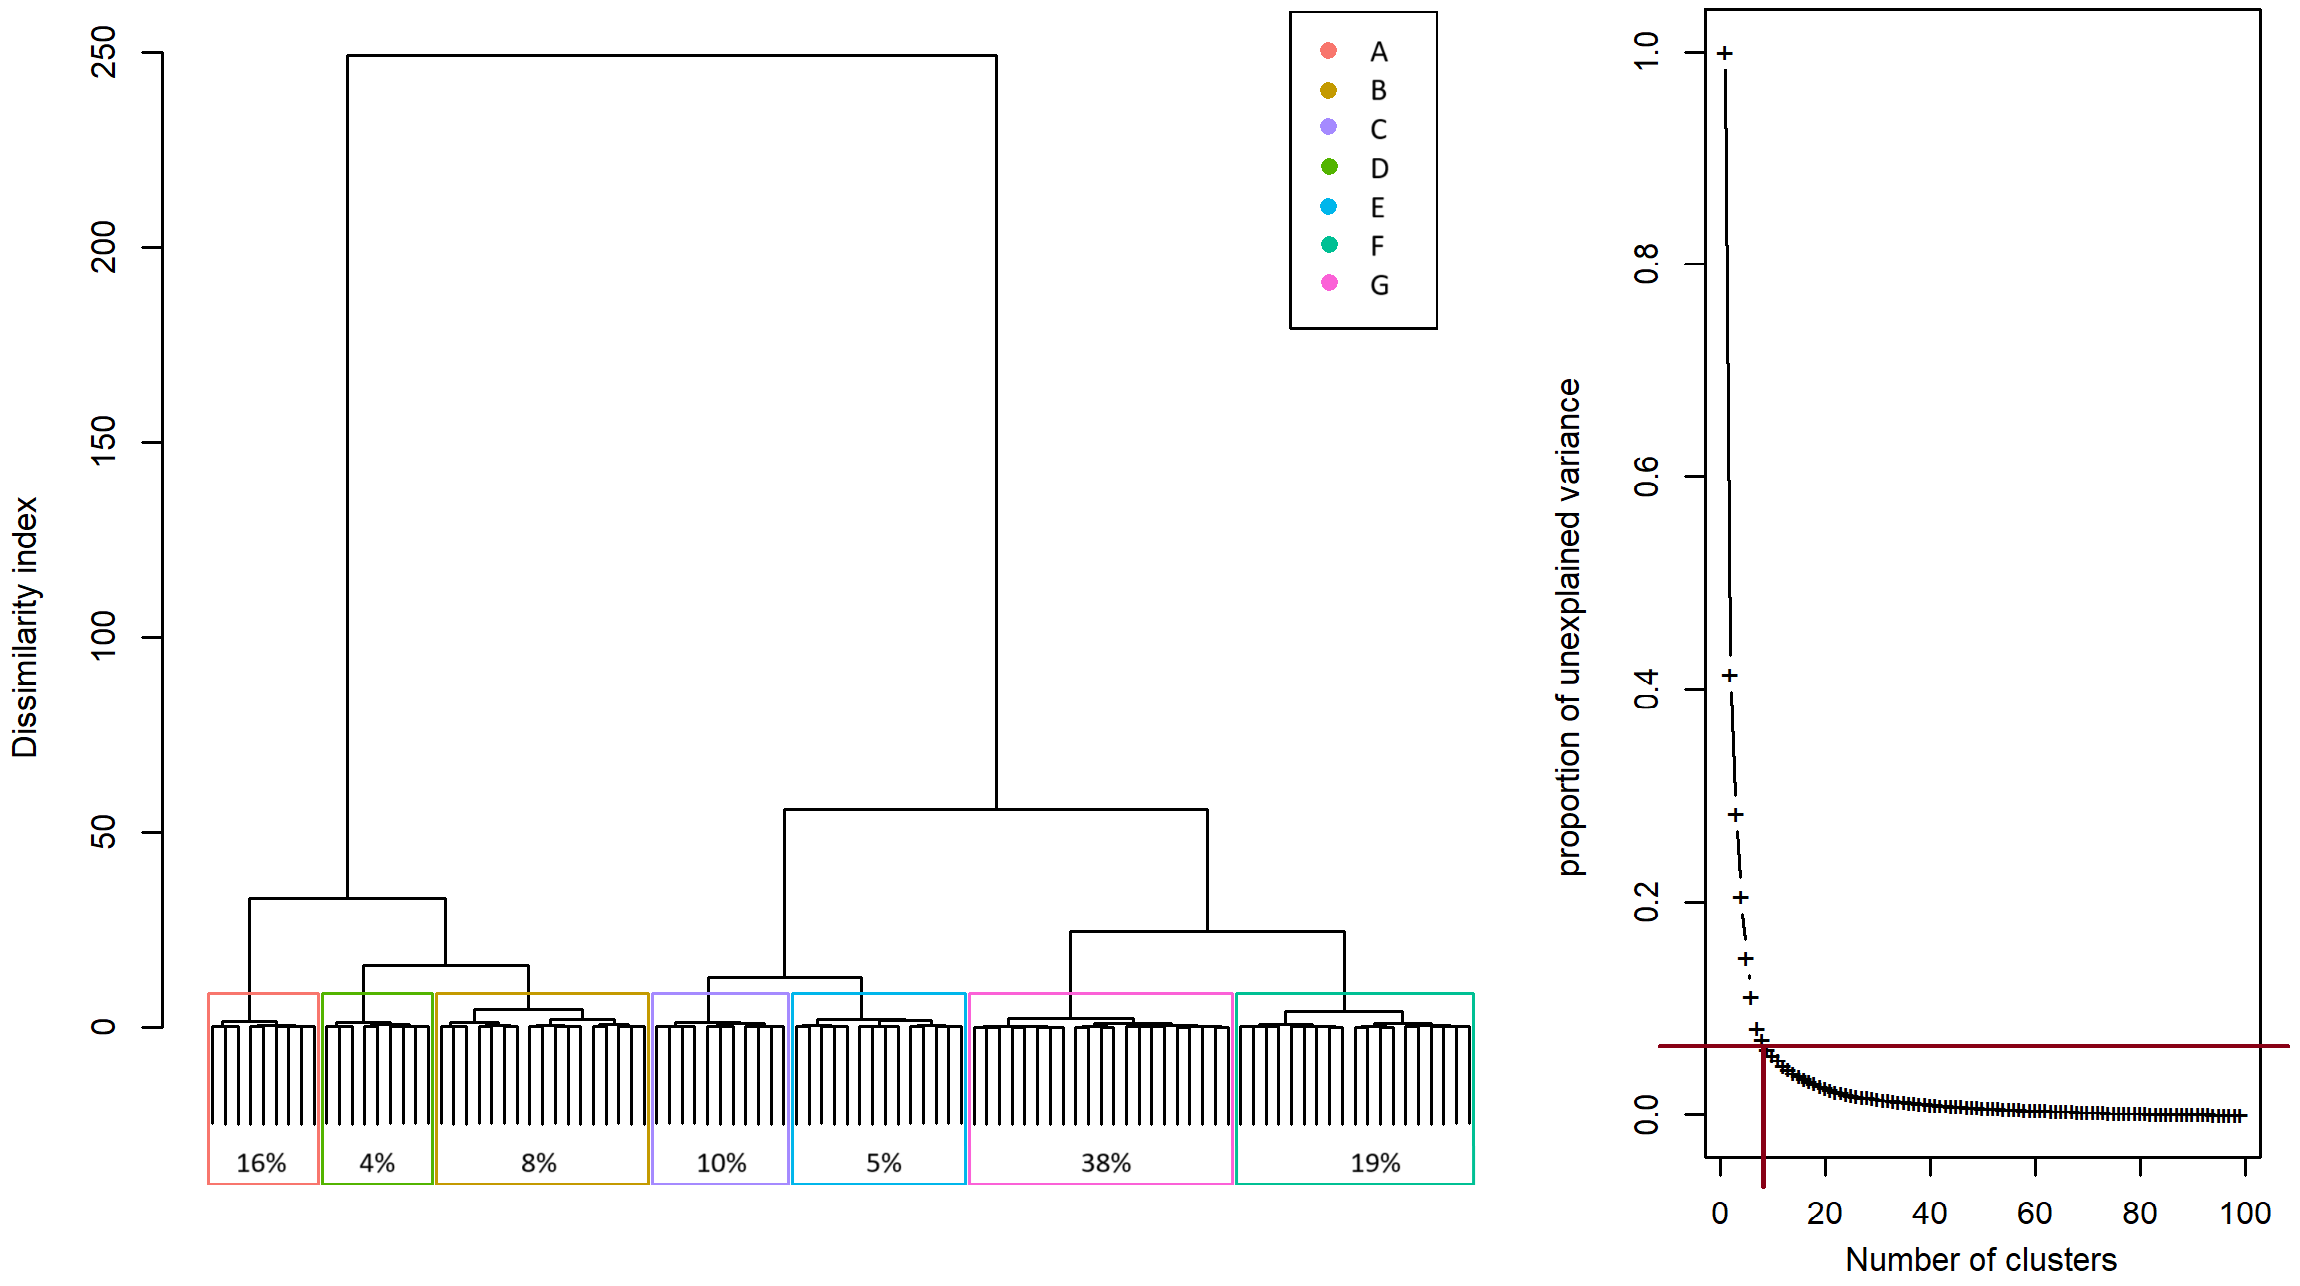 Dissimilarity index
250
200
150
100
50
0
A
B
C
D
E
F
G
16% 4% 8% 10% 5% 38% 19%
proportion of unexplained variance
1.0
0.8
0.6
0.4
0.2
0.0
0 20 40 60 80 100
Number of clusters